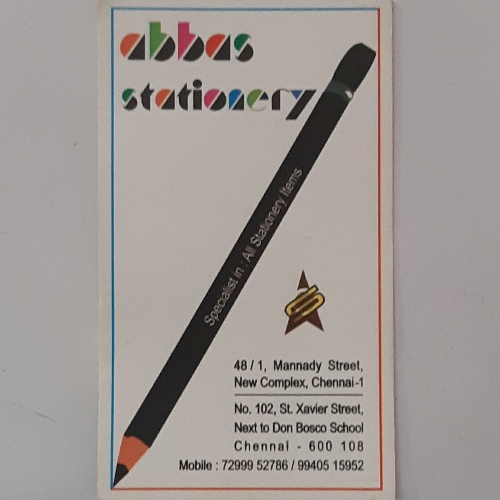 abbas
stationery
Specialist in : All Stationery Items
48 / 1, Mannady Street,
New Complex, Chennai-1
No. 102, St. Xavier Street,
Next to Don Bosco School
Chennai - 600 108
Mobile : 72999 52786 / 99405 15952